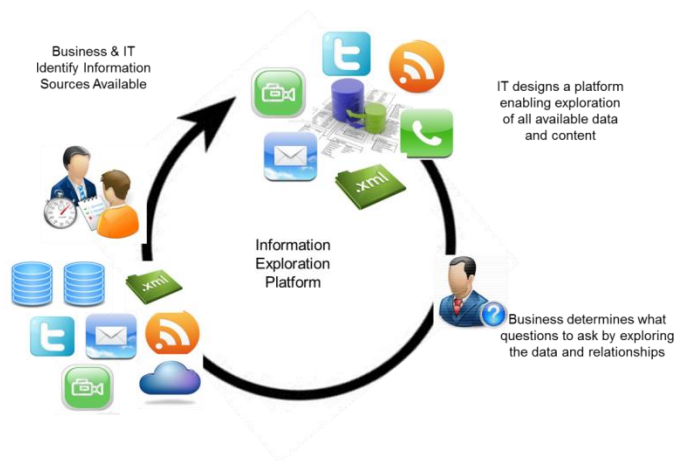 Business & IT
Identify Information
Sources Available
IT designs a platform
enabling exploration
of all available data
and content
.xml
Information
Exploration
Platform
.xml
Business determines what
questions to ask by exploring
the data and relationships